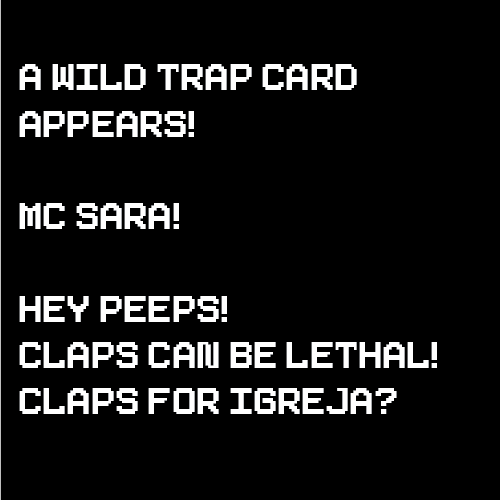 A WILD TRAP CARD
APPEARS!
MC SARA!
HEY PEEPS!
CLAPS CAN BE LETHAL!
CLAPS FOR IGREJA?